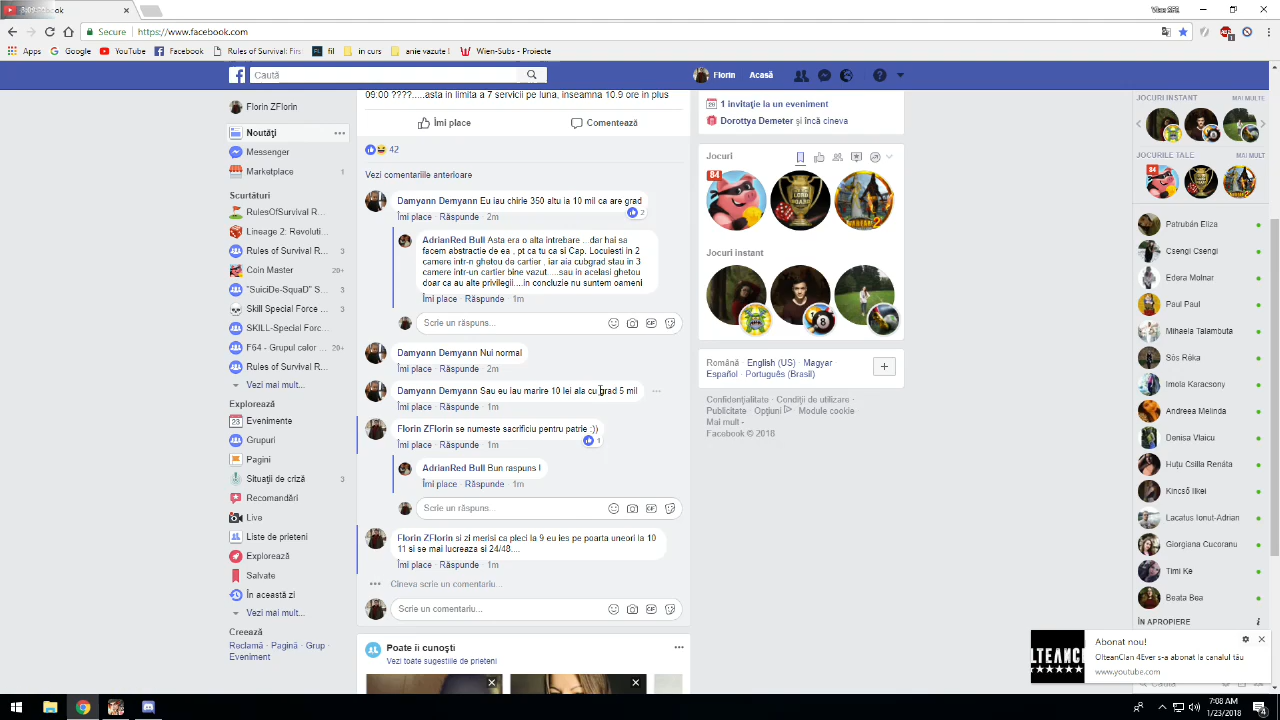 Secure https://www.facebook.com
Apps Google YouTube Facebook Rules of Survival: Firs fil in curs anie vazute l Wien-Subs - Proiecte
Caută
Florin Acasă
Florin ZFlorin
Noutăți
Messenger
Marketplace 1
Scurtături
RulesOfSurvival R...
Lineage 2: Revoluti...
Rules of Survival R... 3
Coin Master 20+
"SuiciDe-SquaD" S... 3
Skill Special Force ... 3
SKILL-Special Forc...
F64 - Grupul celor ... 20+
Rules of Survival R...
Vezi mai mult...
Explorează
Evenimente
Grupuri
Pagini
Situații de criză 3
Recomandări
Live
Liste de prieteni
Explorează
Salvate
În această zi
Vezi mai mult...
Creează
Reclamă · Pagină · Grup ·
Eveniment
09:00 ????.....asta in limita a 7 servicii pe luna, inseamna 10.9 ore in plus
Îmi place Comentează
42
Vezi comentariile anterioare
Damyann Demyann Eu iau chirie 350 altu ia 10 mil ca are grad
2
Îmi place · Răspunde · 2m
AdrianRed Bull Asta era o alta intrebare .. dar hai sa
facem abstractie de ea , pt ca tu ca si Cap. Locuiesti in 2
camere intr-n ghetou da cartier , iar ala cubgrad stau in 3
camere intr-un cartier bine vazut.....sau in acelasi ghetou
doar ca au alte privilegii....in concluzie nu suntem oameni
Îmi place · Răspunde · 1m
Scrie un răspuns...
Damyann Demyann Nui normal
Îmi place · Răspunde · 2m
Damyann Demyann Sau eu iau marire 10 lei ala cu grad 5 mil
Îmi place · Răspunde · 1m
Florin ZFlorin se numeste sacrificiu pentru patrie :))
1
Îmi place · Răspunde · 1m
AdrianRed Bull Bun raspuns !
Îmi place · Răspunde · 1m
Scrie un răspuns...
Florin ZFlorin si zi merisi ca pleci la 9 eu ies pe poarta uneori la 10
11 si se mai lucreaza si 24/48....
Îmi place · Răspunde · 1m
Cineva scrie un comentariu...
Scrie un comentariu...
Poate îi cunoști
Vezi toate sugestiile de prieteni
1 invitație la un eveniment
Dorottya Demeter și încă cineva
Jocuri
84
Jocuri instant
Română · English (US) · Magyar
Español · Português (Brasil)
Confidențialitate · Condiții de utilizare ·
Publicitate · Opțiuni · Module cookie ·
Mai mult
Facebook © 2018
JOCURI INSTANT MAI MULTE
JOCURILE TALE MAI MULT
84
Patrubán Eliza
Csengi Csengi
Edera Molnar
Paul Paul
Mihaela Talambuta
Sós Réka
Imola Karacsony
Andreea Melinda
Denisa Vlaicu
Huțu Csilla Renáta
Kincső Ilkei
Lacatus Ionut-Adrian
Giorgiana Cucoranu
Timi Ke
Beata Bea
ÎN APROPIERE
Abonat nou!
OlteanClan 4Ever s-a abonat la canalul tău
www.youtube.com
LTEANC
7:08 AM
1/23/2018
4